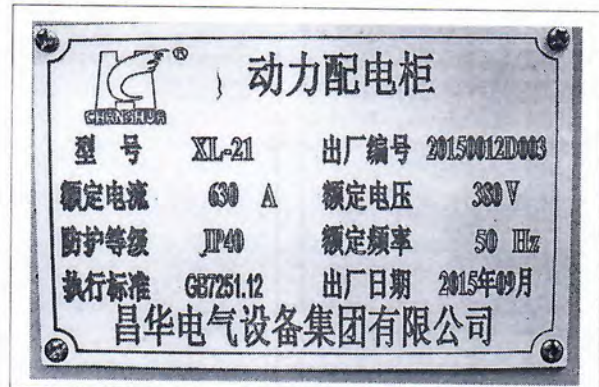 CHANGHUA ® 动力配电柜
型 号 XL-21 出厂编号 20150012D003
额定电流 630 A 额定电压 380 V
防护等级 IP40 额定频率 50 Hz
执行标准 GB7251.12 出厂日期 2015年09月
昌华电气设备集团有限公司